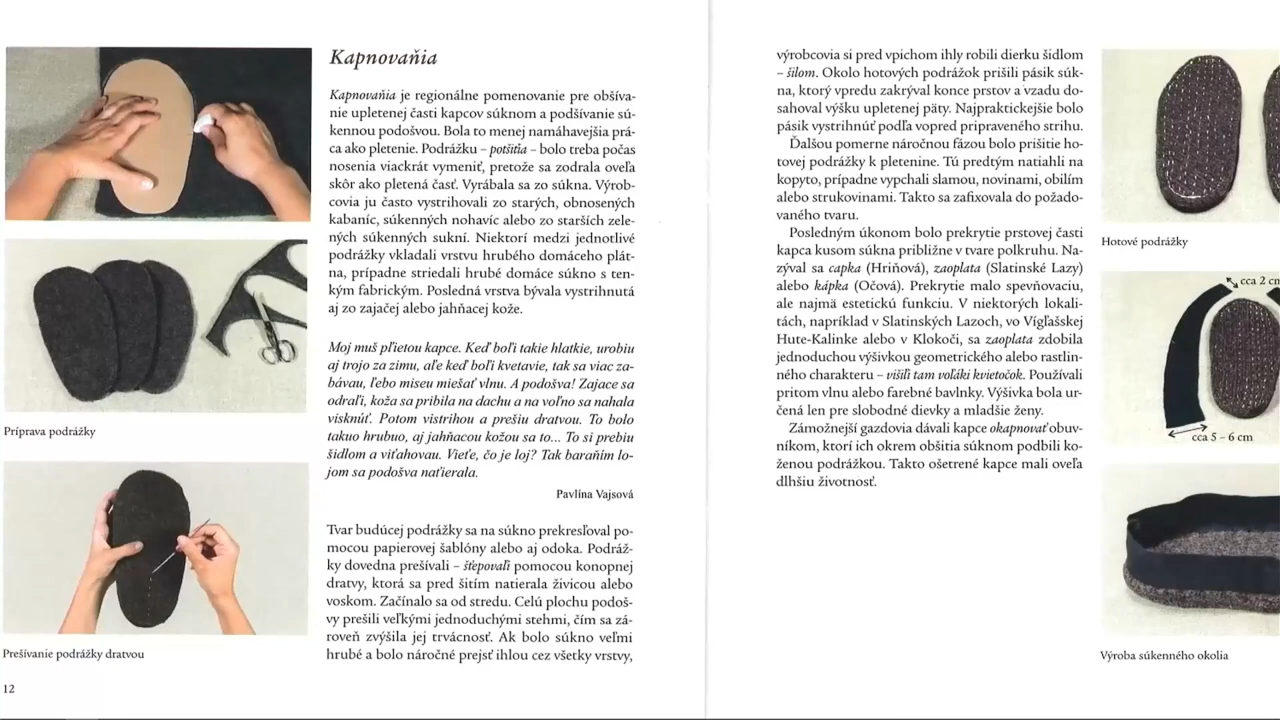 Kapnovaňia
Kapnovaňia je regionálne pomenovanie pre obšíva-
nie upletenej časti kapcov súknom a podšívanie sú-
kennou podošvou. Bola to menej namáhavejšia prá-
ca ako pletenie. Podrážku – potšitia – bolo treba počas
nosenia viackrát vymeniť, pretože sa zodrala oveľa
skôr ako pletená časť. Vyrábala sa zo súkna. Výrob-
covia ju často vystrihovali zo starých, obnosených
kabaníc, súkenných nohavíc alebo zo starších zele-
ných súkenných sukní. Niektorí medzi jednotlivé
podrážky vkladali vrstvu hrubého domáceho plát-
na, prípadne striedali hrubé domáce súkno s ten-
kým fabrickým. Posledná vrstva bývala vystrihnutá
aj zo zajačej alebo jahňacej kože.
Moj muš pľietou kapce. Keď boľi takie hlatkie, urobiu
aj trojo za zimu, aľe keď boľi kvetavie, tak sa viac za-
bávau, ľebo miseu miešať vlnu. A podošva! Zajace sa
odraľi, koža sa pribila na dachu a na voľno sa nahala
visknúť. Potom vistrihou a prešiu dratvou. To bolo
takuo hrubuo, aj jahňacou kožou sa to... To si prebiu
šidlom a viťahovau. Vieťe, čo je loj? Tak baraňím lo-
jom sa podošva naťierala.
Pavlína Vajsová
Tvar budúcej podrážky sa na súkno prekresľoval po-
mocou papierovej šablóny alebo aj odoka. Podráž-
ky dovedna prešívali – šťepovaľi pomocou konopnej
dratvy, ktorá sa pred šitím natierala živicou alebo
voskom. Začínalo sa od stredu. Celú plochu podoš-
vy prešili veľkými jednoduchými stehmi, čím sa zá-
roveň zvýšila jej trvácnosť. Ak bolo súkno veľmi
hrubé a bolo náročné prejsť ihlou cez všetky vrstvy,
Príprava podrážky
Prešívanie podrážky dratvou
12
výrobcovia si pred vpichom ihly robili dierku šidlom
– šilom. Okolo hotových podrážok prišili pásik súk-
na, ktorý vpredu zakrýval konce prstov a vzadu do-
sahoval výšku upletenej päty. Najpraktickejšie bolo
pásik vystrihnúť podľa vopred pripraveného strihu.
Ďalšou pomerne náročnou fázou bolo prišitie ho-
tovej podrážky k pletenine. Tú predtým natiahli na
kopyto, prípadne vypchali slamou, novinami, obilím
alebo strukovinami. Takto sa zafixovala do požado-
vaného tvaru.
Posledným úkonom bolo prekrytie prstovej časti
kapca kusom súkna približne v tvare polkruhu. Na-
zýval sa capka (Hriňová), zaoplata (Slatinské Lazy)
alebo kápka (Očová). Prekrytie malo spevňovaciu,
ale najmä estetickú funkciu. V niektorých lokali-
tách, napríklad v Slatinských Lazoch, vo Vígľašskej
Hute-Kalinke alebo v Klokoči, sa zaoplata zdobila
jednoduchou výšivkou geometrického alebo rastlin-
ného charakteru – višiľi tam voľáki kvietočok. Používali
pritom vlnu alebo farebné bavlnky. Výšivka bola ur-
čená len pre slobodné dievky a mladšie ženy.
Zámožnejší gazdovia dávali kapce okapnovať obuv-
níkom, ktorí ich okrem obšitia súknom podbili ko-
ženou podrážkou. Takto ošetrené kapce mali oveľa
dlhšiu životnosť.
Hotové podrážky
cca 2 cm
cca 5 – 6 cm
Výroba súkenného okolia